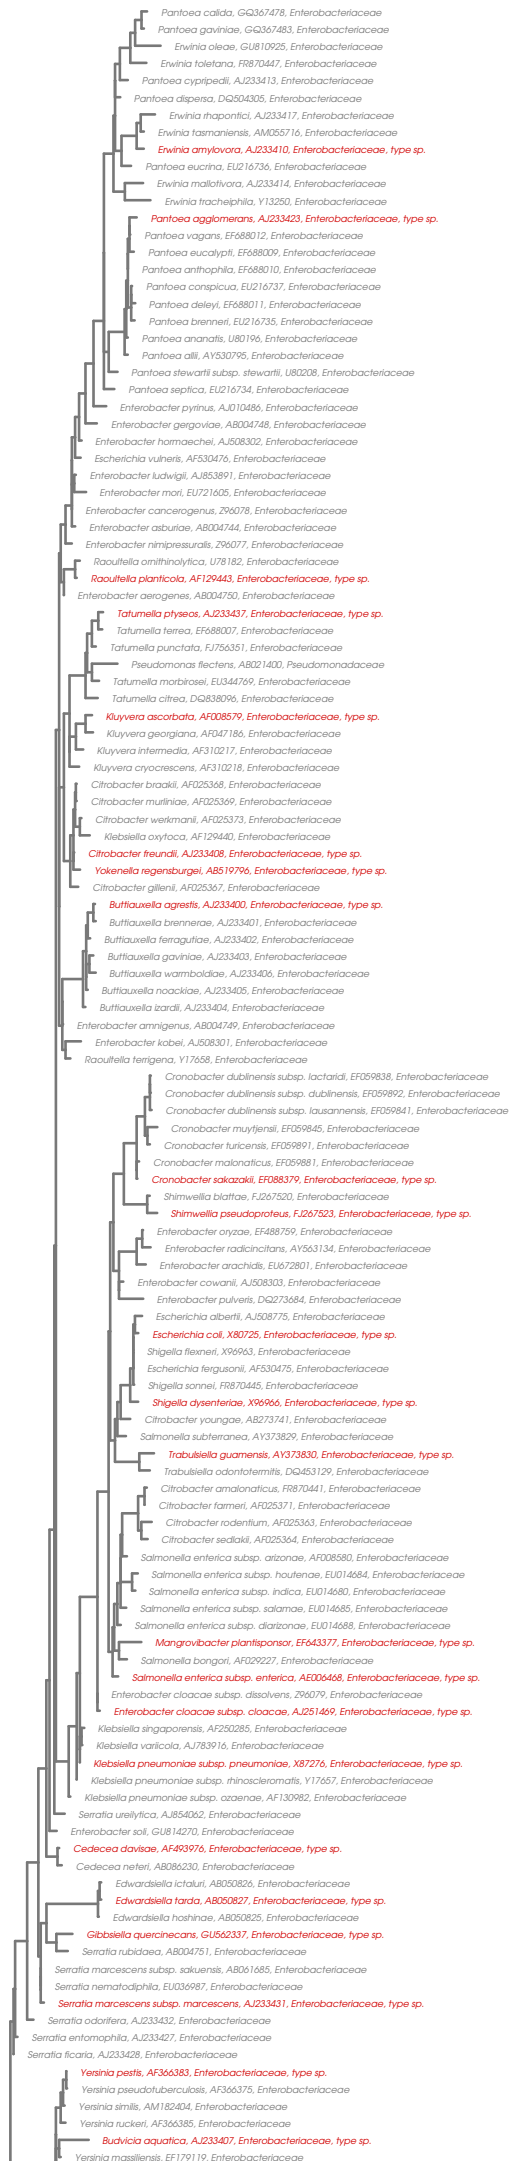 Pantoea calida, GQ367478, Enterobacteriaceae
Pantoea gaviniae, GQ367483, Enterobacteriaceae
Erwinia oleae, GU810925, Enterobacteriaceae
Erwinia toletana, FR870447, Enterobacteriaceae
Pantoea cypripedii, AJ233413, Enterobacteriaceae
Pantoea dispersa, DQ504305, Enterobacteriaceae
Erwinia rhapontici, AJ233417, Enterobacteriaceae
Erwinia tasmaniensis, AM055716, Enterobacteriaceae
Erwinia amylovora, AJ233410, Enterobacteriaceae, type sp.
Pantoea eucrina, EU216736, Enterobacteriaceae
Erwinia mallotivora, AJ233414, Enterobacteriaceae
Erwinia tracheiphila, Y13250, Enterobacteriaceae
Pantoea agglomerans, AJ233423, Enterobacteriaceae, type sp.
Pantoea vagans, EF688012, Enterobacteriaceae
Pantoea eucalypti, EF688009, Enterobacteriaceae
Pantoea anthophila, EF688010, Enterobacteriaceae
Pantoea conspicua, EU216737, Enterobacteriaceae
Pantoea deleyi, EF688011, Enterobacteriaceae
Pantoea brenneri, EU216735, Enterobacteriaceae
Pantoea ananatis, U80196, Enterobacteriaceae
Pantoea allii, AY530795, Enterobacteriaceae
Pantoea stewartii subsp. stewartii, U80208, Enterobacteriaceae
Pantoea septica, EU216734, Enterobacteriaceae
Enterobacter pyrinus, AJ010486, Enterobacteriaceae
Enterobacter gergoviae, AB004748, Enterobacteriaceae
Enterobacter hormaechei, AJ508302, Enterobacteriaceae
Escherichia vulneris, AF530476, Enterobacteriaceae
Enterobacter ludwigii, AJ853891, Enterobacteriaceae
Enterobacter mori, EU721605, Enterobacteriaceae
Enterobacter cancerogenus, Z96078, Enterobacteriaceae
Enterobacter asburiae, AB004744, Enterobacteriaceae
Enterobacter nimipressuralis, Z96077, Enterobacteriaceae
Raoultella ornithinolytica, U78182, Enterobacteriaceae
Raoultella planticola, AF129443, Enterobacteriaceae, type sp.
Enterobacter aerogenes, AB004750, Enterobacteriaceae
Tatumella ptyseos, AJ233437, Enterobacteriaceae, type sp.
Tatumella terrea, EF688007, Enterobacteriaceae
Tatumella punctata, FJ756351, Enterobacteriaceae
Pseudomonas flectens, AB021400, Pseudomonadaceae
Tatumella morbirosei, EU344769, Enterobacteriaceae
Tatumella citrea, DQ838096, Enterobacteriaceae
Kluyvera ascorbata, AF008579, Enterobacteriaceae, type sp.
Kluyvera georgiana, AF047186, Enterobacteriaceae
Kluyvera intermedia, AF310217, Enterobacteriaceae
Kluyvera cryocrescens, AF310218, Enterobacteriaceae
Citrobacter braakii, AF025368, Enterobacteriaceae
Citrobacter murliniae, AF025369, Enterobacteriaceae
Citrobacter werkmanii, AF025373, Enterobacteriaceae
Klebsiella oxytoca, AF129440, Enterobacteriaceae
Citrobacter freundii, AJ233408, Enterobacteriaceae, type sp.
Yokenella regensburgei, AB519796, Enterobacteriaceae, type sp.
Citrobacter gillenii, AF025367, Enterobacteriaceae
Buttiauxella agrestis, AJ233400, Enterobacteriaceae, type sp.
Buttiauxella brennerae, AJ233401, Enterobacteriaceae
Buttiauxella ferragutiae, AJ233402, Enterobacteriaceae
Buttiauxella gaviniae, AJ233403, Enterobacteriaceae
Buttiauxella warmboldiae, AJ233406, Enterobacteriaceae
Buttiauxella noackiae, AJ233405, Enterobacteriaceae
Buttiauxella izardii, AJ233404, Enterobacteriaceae
Enterobacter amnigenus, AB004749, Enterobacteriaceae
Enterobacter kobei, AJ508301, Enterobacteriaceae
Raoultella terrigena, Y17658, Enterobacteriaceae
Cronobacter dublinensis subsp. lactaridi, EF059838, Enterobacteriaceae
Cronobacter dublinensis subsp. dublinensis, EF059892, Enterobacteriaceae
Cronobacter dublinensis subsp. lausannensis, EF059841, Enterobacteriaceae
Cronobacter muytjensii, EF059845, Enterobacteriaceae
Cronobacter turicensis, EF059891, Enterobacteriaceae
Cronobacter malonaticus, EF059881, Enterobacteriaceae
Cronobacter sakazakii, EF088379, Enterobacteriaceae, type sp.
Shimwellia blattae, FJ267520, Enterobacteriaceae
Shimwellia pseudoproteus, FJ267523, Enterobacteriaceae, type sp.
Enterobacter oryzae, EF488759, Enterobacteriaceae
Enterobacter radicincitans, AY563134, Enterobacteriaceae
Enterobacter arachidis, EU672801, Enterobacteriaceae
Enterobacter cowanii, AJ508303, Enterobacteriaceae
Enterobacter pulveris, DQ273684, Enterobacteriaceae
Escherichia albertii, AJ508775, Enterobacteriaceae
Escherichia coli, X80725, Enterobacteriaceae, type sp.
Shigella flexneri, X96963, Enterobacteriaceae
Escherichia fergusonii, AF530475, Enterobacteriaceae
Shigella sonnei, FR870445, Enterobacteriaceae
Shigella dysenteriae, X96966, Enterobacteriaceae, type sp.
Citrobacter youngae, AB273741, Enterobacteriaceae
Salmonella subterranea, AY373829, Enterobacteriaceae
Trabulsiella guamensis, AY373830, Enterobacteriaceae, type sp.
Trabulsiella odontotermitis, DQ453129, Enterobacteriaceae
Citrobacter amalonaticus, FR870441, Enterobacteriaceae
Citrobacter farmeri, AF025371, Enterobacteriaceae
Citrobacter rodentium, AF025363, Enterobacteriaceae
Citrobacter sedlakii, AF025364, Enterobacteriaceae
Salmonella enterica subsp. arizonae, AF008580, Enterobacteriaceae
Salmonella enterica subsp. houtenae, EU014684, Enterobacteriaceae
Salmonella enterica subsp. indica, EU014680, Enterobacteriaceae
Salmonella enterica subsp. salamae, EU014685, Enterobacteriaceae
Salmonella enterica subsp. diarizonae, EU014688, Enterobacteriaceae
Mangrovibacter plantisponsor, EF643377, Enterobacteriaceae, type sp.
Salmonella bongori, AF029227, Enterobacteriaceae
Salmonella enterica subsp. enterica, AE006468, Enterobacteriaceae, type sp.
Enterobacter cloacae subsp. dissolvens, Z96079, Enterobacteriaceae
Enterobacter cloacae subsp. cloacae, AJ251469, Enterobacteriaceae, type sp.
Klebsiella singaporensis, AF250285, Enterobacteriaceae
Klebsiella variicola, AJ783916, Enterobacteriaceae
Klebsiella pneumoniae subsp. pneumoniae, X87276, Enterobacteriaceae, type sp.
Klebsiella pneumoniae subsp. rhinoscleromatis, Y17657, Enterobacteriaceae
Klebsiella pneumoniae subsp. ozaenae, AF130982, Enterobacteriaceae
Serratia ureilytica, AJ854062, Enterobacteriaceae
Enterobacter soli, GU814270, Enterobacteriaceae
Cedecea davisae, AF493976, Enterobacteriaceae, type sp.
Cedecea neteri, AB086230, Enterobacteriaceae
Edwardsiella ictaluri, AB050826, Enterobacteriaceae
Edwardsiella tarda, AB050827, Enterobacteriaceae, type sp.
Edwardsiella hoshinae, AB050825, Enterobacteriaceae
Gibbsiella quercinecans, GU562337, Enterobacteriaceae, type sp.
Serratia rubidaea, AB004751, Enterobacteriaceae
Serratia marcescens subsp. sakuensis, AB061685, Enterobacteriaceae
Serratia nematodiphila, EU036987, Enterobacteriaceae
Serratia marcescens subsp. marcescens, AJ233431, Enterobacteriaceae, type sp.
Serratia odorifera, AJ233432, Enterobacteriaceae
Serratia entomophila, AJ233427, Enterobacteriaceae
Serratia ficaria, AJ233428, Enterobacteriaceae
Yersinia pestis, AF366383, Enterobacteriaceae, type sp.
Yersinia pseudotuberculosis, AF366375, Enterobacteriaceae
Yersinia similis, AM182404, Enterobacteriaceae
Yersinia ruckeri, AF366385, Enterobacteriaceae
Budvicia aquatica, AJ233407, Enterobacteriaceae, type sp.
Yersinia massiliensis, EF179119, Enterobacteriaceae